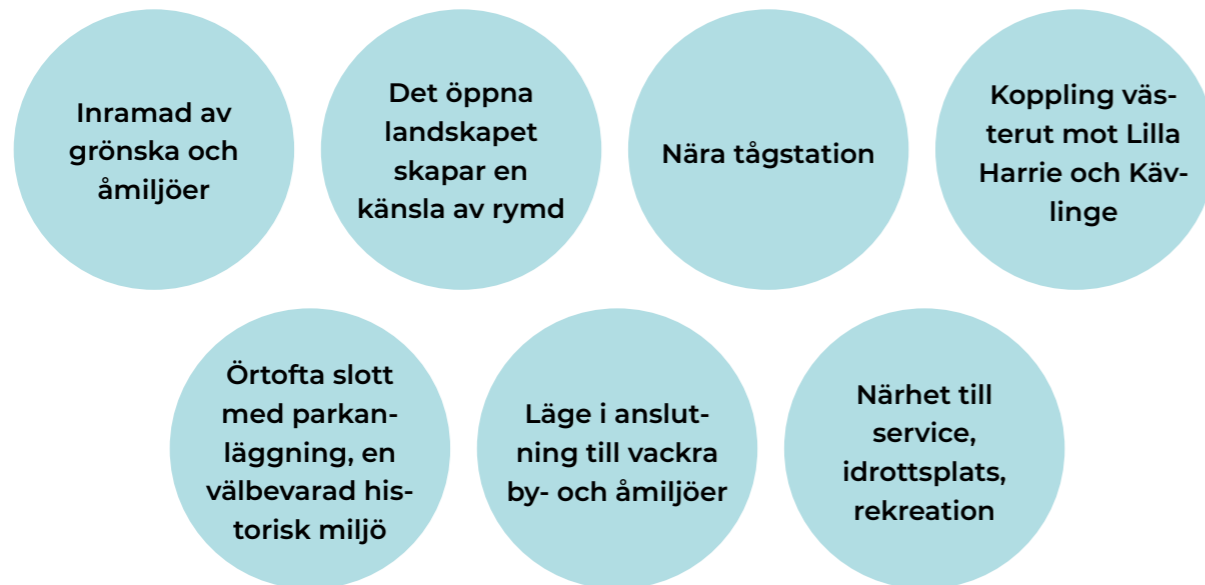 Inramad av
grönska och
åmiljöer
Det öppna
landskapet
skapar en
känsla av rymd
Nära tågstation
Koppling väs-
terut mot Lilla
Harrie och Käv-
linge
Örtofta slott
med parkan-
läggning, en
välbevarad his-
torisk miljö
Läge i anslut-
ning till vackra
by- och åmiljöer
Närhet till
service,
idrottsplats,
rekreation